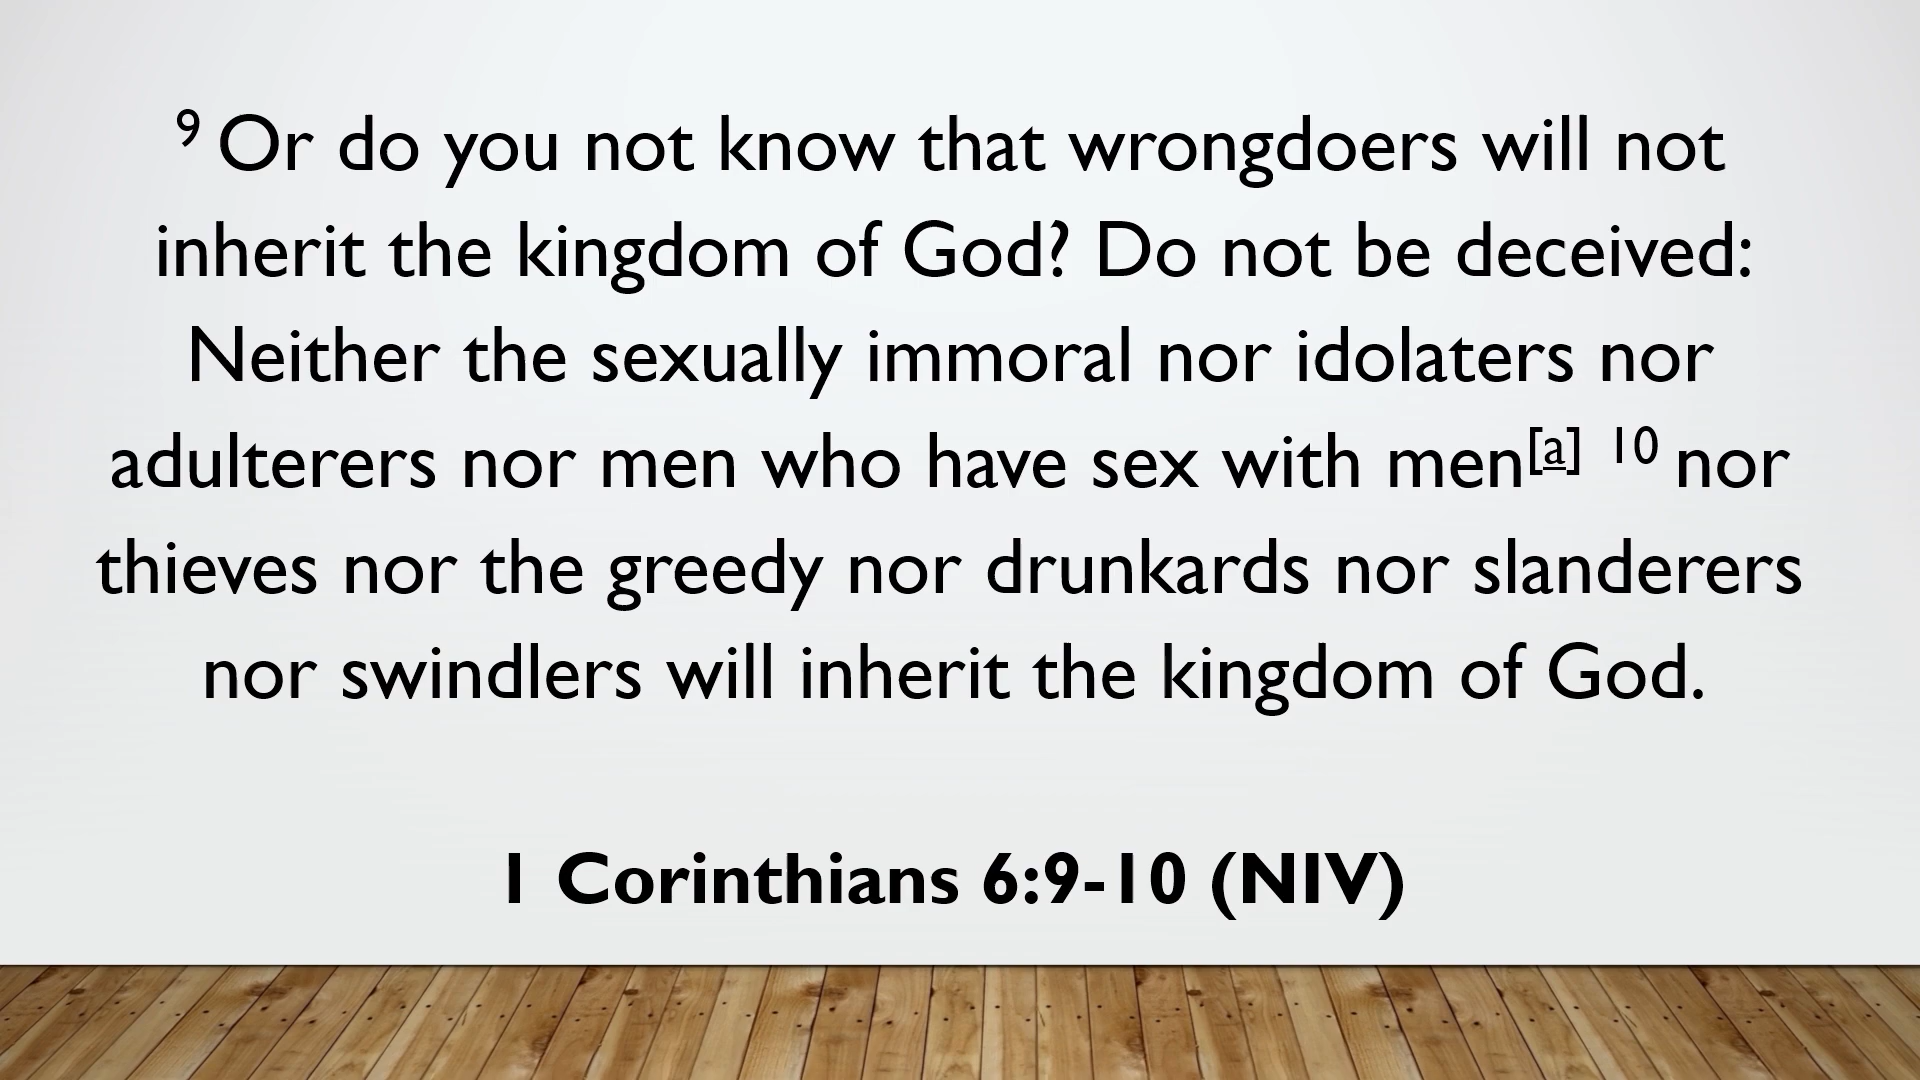 9 Or do you not know that wrongdoers will not
inherit the kingdom of God? Do not be deceived:
Neither the sexually immoral nor idolaters nor
adulterers nor men who have sex with men[a] 10 nor
thieves nor the greedy nor drunkards nor slanderers
nor swindlers will inherit the kingdom of God.
1 Corinthians 6:9-10 (NIV)